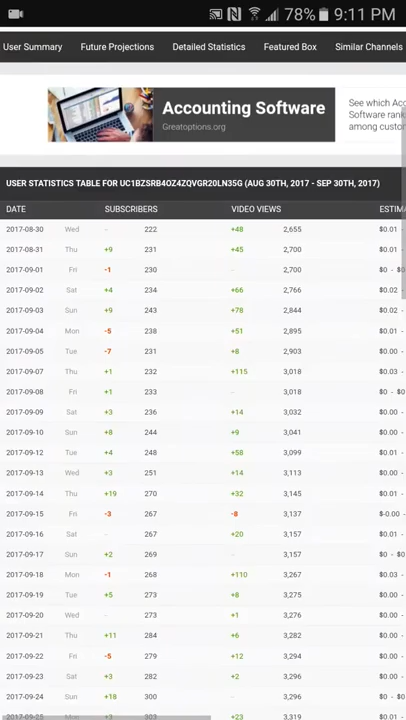 78% 9:11 PM
User Summary Future Projections Detailed Statistics Featured Box Similar Channels
Accounting Software
Greatoptions.org
See which Acc
Software rank
among custom
USER STATISTICS TABLE FOR UC1BZSRB4OZ4ZQVGR20LN35G (AUG 30TH, 2017 - SEP 30TH, 2017)
DATE SUBSCRIBERS VIDEO VIEWS ESTIMA
2017-08-30 Wed -- 222 +48 2,655 $0.01 -
2017-08-31 Thu +9 231 +45 2,700 $0.01 -
2017-09-01 Fri -1 230 -- 2,700 $0 - $0
2017-09-02 Sat +4 234 +66 2,766 $0.02 -
2017-09-03 Sun +9 243 +78 2,844 $0.02 -
2017-09-04 Mon -5 238 +51 2,895 $0.01 -
2017-09-05 Tue -7 231 +8 2,903 $0.00 -
2017-09-07 Thu +1 232 +115 3,018 $0.03 -
2017-09-08 Fri +1 233 -- 3,018 $0 - $0
2017-09-09 Sat +3 236 +14 3,032 $0.00 -
2017-09-10 Sun +8 244 +9 3,041 $0.00 -
2017-09-12 Tue +4 248 +58 3,099 $0.01 -
2017-09-13 Wed +3 251 +14 3,113 $0.00 -
2017-09-14 Thu +19 270 +32 3,145 $0.01 -
2017-09-15 Fri -3 267 -8 3,137 $-0.00 -
2017-09-16 Sat -- 267 +20 3,157 $0.01 -
2017-09-17 Sun +2 269 -- 3,157 $0 - $0
2017-09-18 Mon -1 268 +110 3,267 $0.03 -
2017-09-19 Tue +5 273 +8 3,275 $0.00 -
2017-09-20 Wed -- 273 +1 3,276 $0.00 -
2017-09-21 Thu +11 284 +6 3,282 $0.00 -
2017-09-22 Fri -5 279 +12 3,294 $0.00 -
2017-09-23 Sat +3 282 +2 3,296 $0.00 -
2017-09-24 Sun +18 300 -- 3,296 $0 - $0
2017-09-25 Mon +3 303 +23 3,319 $0.01 -